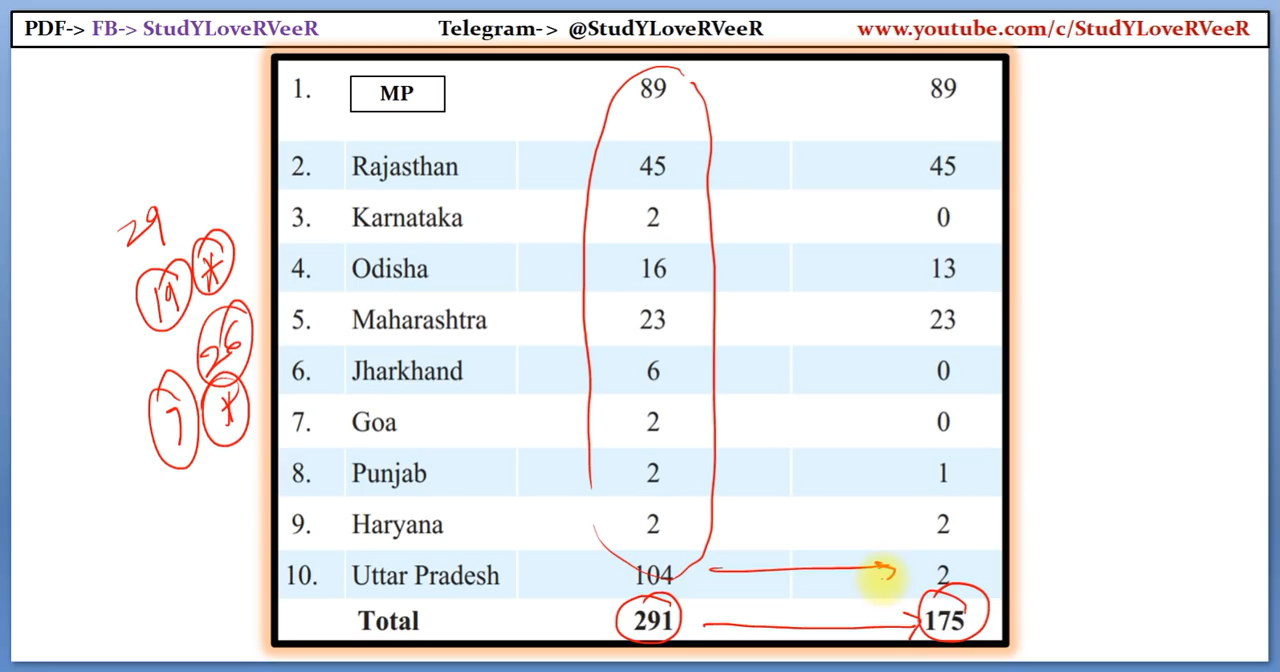 PDF-> FB-> StudYLoveRVeeR Telegram-> @StudYLoveRVeeR www.youtube.com/c/StudYLoveRVeeR
1. MP 89 89
2. Rajasthan 45 45
3. Karnataka 2 0
4. Odisha 16 13
5. Maharashtra 23 23
6. Jharkhand 6 0
7. Goa 2 0
8. Punjab 2 1
9. Haryana 2 2
10. Uttar Pradesh 104 2
Total 291 175
29
19 *
26
7 *